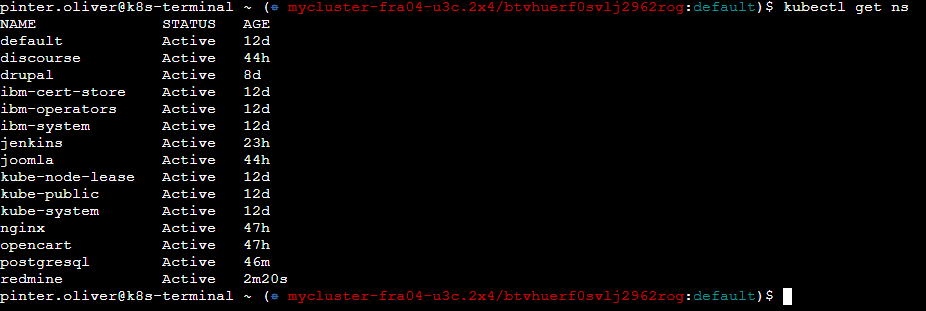 pinter.oliver@k8s-terminal ~ (⎈ mycluster-fra04-u3c.2x4/btvhuerf0svlj2962rog:default)$ kubectl get ns
NAME STATUS AGE
default Active 12d
discourse Active 44h
drupal Active 8d
ibm-cert-store Active 12d
ibm-operators Active 12d
ibm-system Active 12d
jenkins Active 23h
joomla Active 44h
kube-node-lease Active 12d
kube-public Active 12d
kube-system Active 12d
nginx Active 47h
opencart Active 47h
postgresql Active 46m
redmine Active 2m20s
pinter.oliver@k8s-terminal ~ (⎈ mycluster-fra04-u3c.2x4/btvhuerf0svlj2962rog:default)$